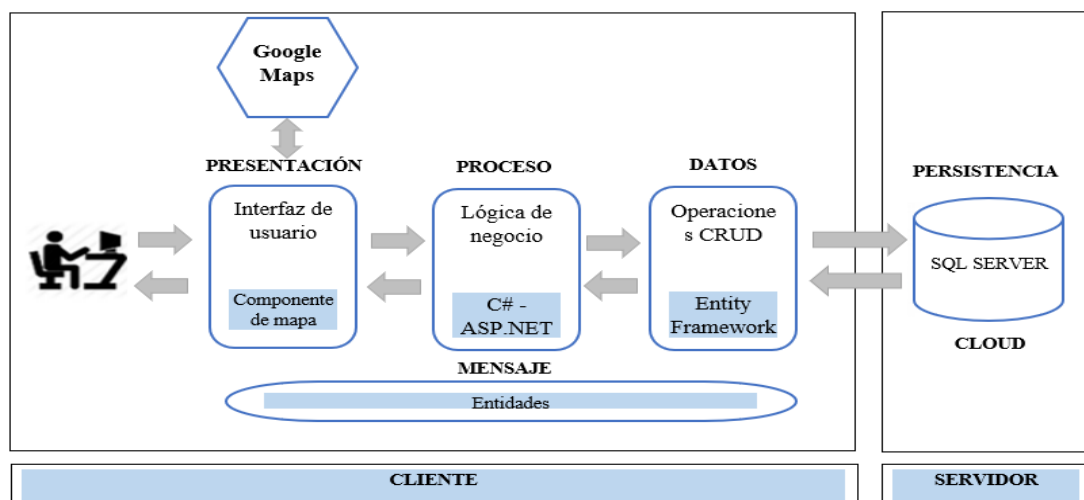 Google
Maps
PRESENTACIÓN
PROCESO
DATOS
PERSISTENCIA
Interfaz de
usuario
Componente
de mapa
Lógica de
negocio
C# -
ASP.NET
Operacione
s CRUD
Entity
Framework
SQL SERVER
CLOUD
MENSAJE
Entidades
CLIENTE
SERVIDOR